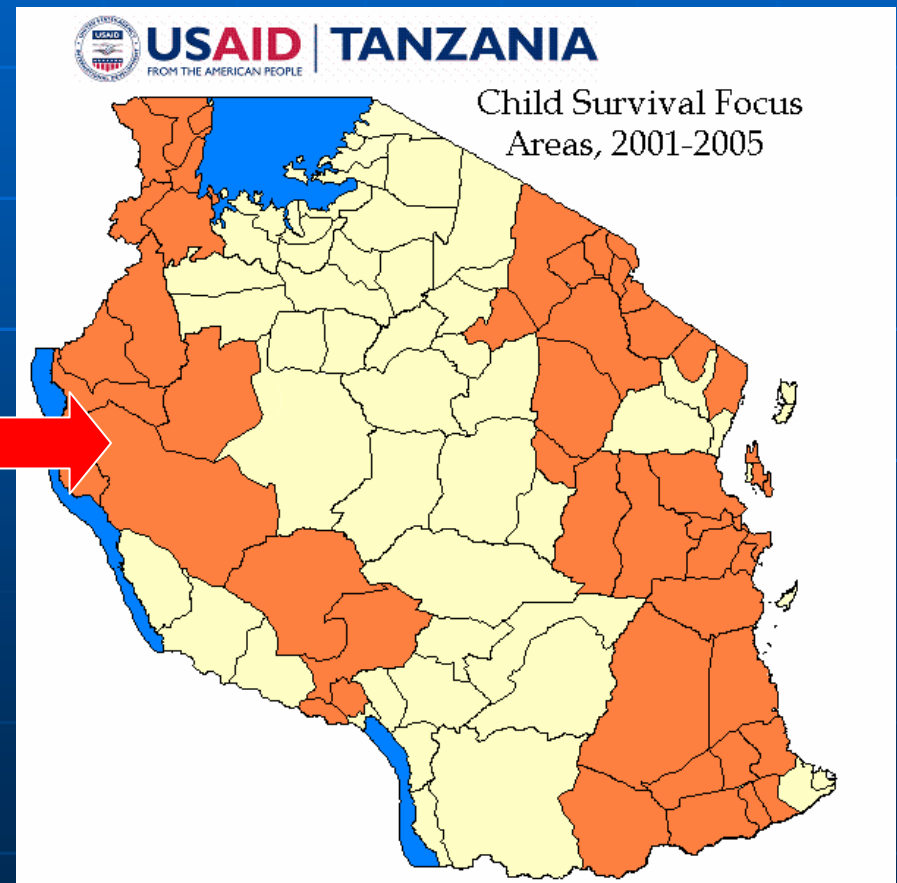 USAID | TANZANIA
FROM THE AMERICAN PEOPLE
Child Survival Focus
Areas, 2001-2005